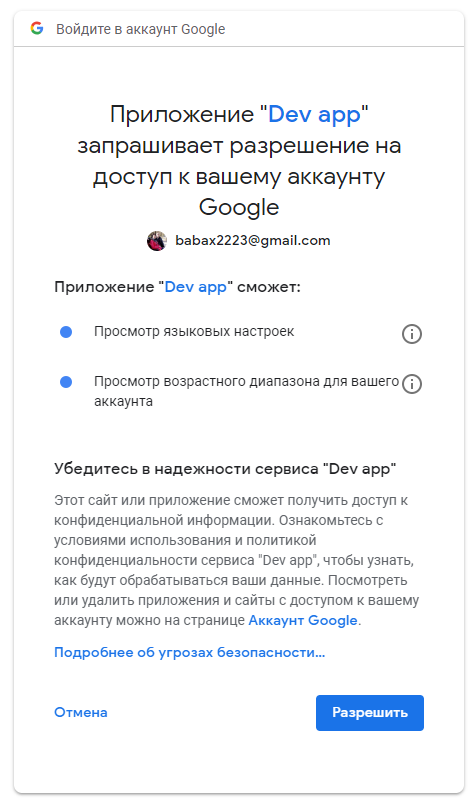 Войдите в аккаунт Google
Приложение "Dev app"
запрашивает разрешение на
доступ к вашему аккаунту
Google
babax2223@gmail.com
Приложение "Dev app" сможет:
Просмотр языковых настроек
Просмотр возрастного диапазона для вашего
аккаунта
Убедитесь в надежности сервиса "Dev app"
Этот сайт или приложение сможет получить доступ к
конфиденциальной информации. Ознакомьтесь с
условиями использования и политикой
конфиденциальности сервиса "Dev app", чтобы узнать,
как будут обрабатываться ваши данные. Посмотреть
или удалить приложения и сайты с доступом к вашему
аккаунту можно на странице Аккаунт Google.
Подробнее об угрозах безопасности...
Отмена
Разрешить